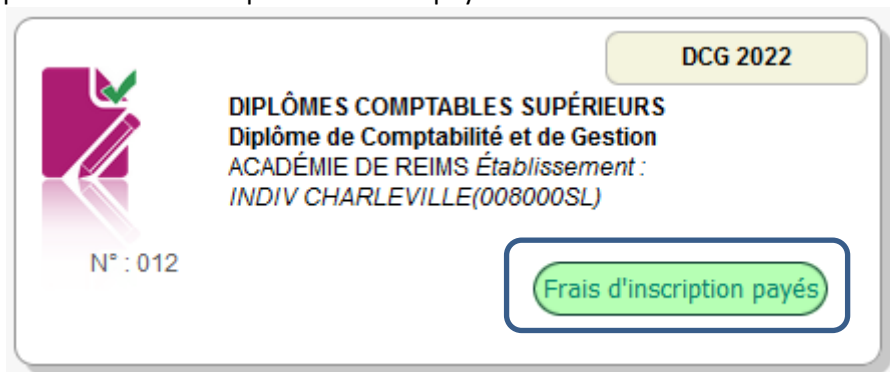 DCG 2022
DIPLÔMES COMPTABLES SUPÉRIEURS
Diplôme de Comptabilité et de Gestion
ACADÉMIE DE REIMS Établissement :
INDIV CHARLEVILLE(008000SL)
N° : 012
Frais d'inscription payés